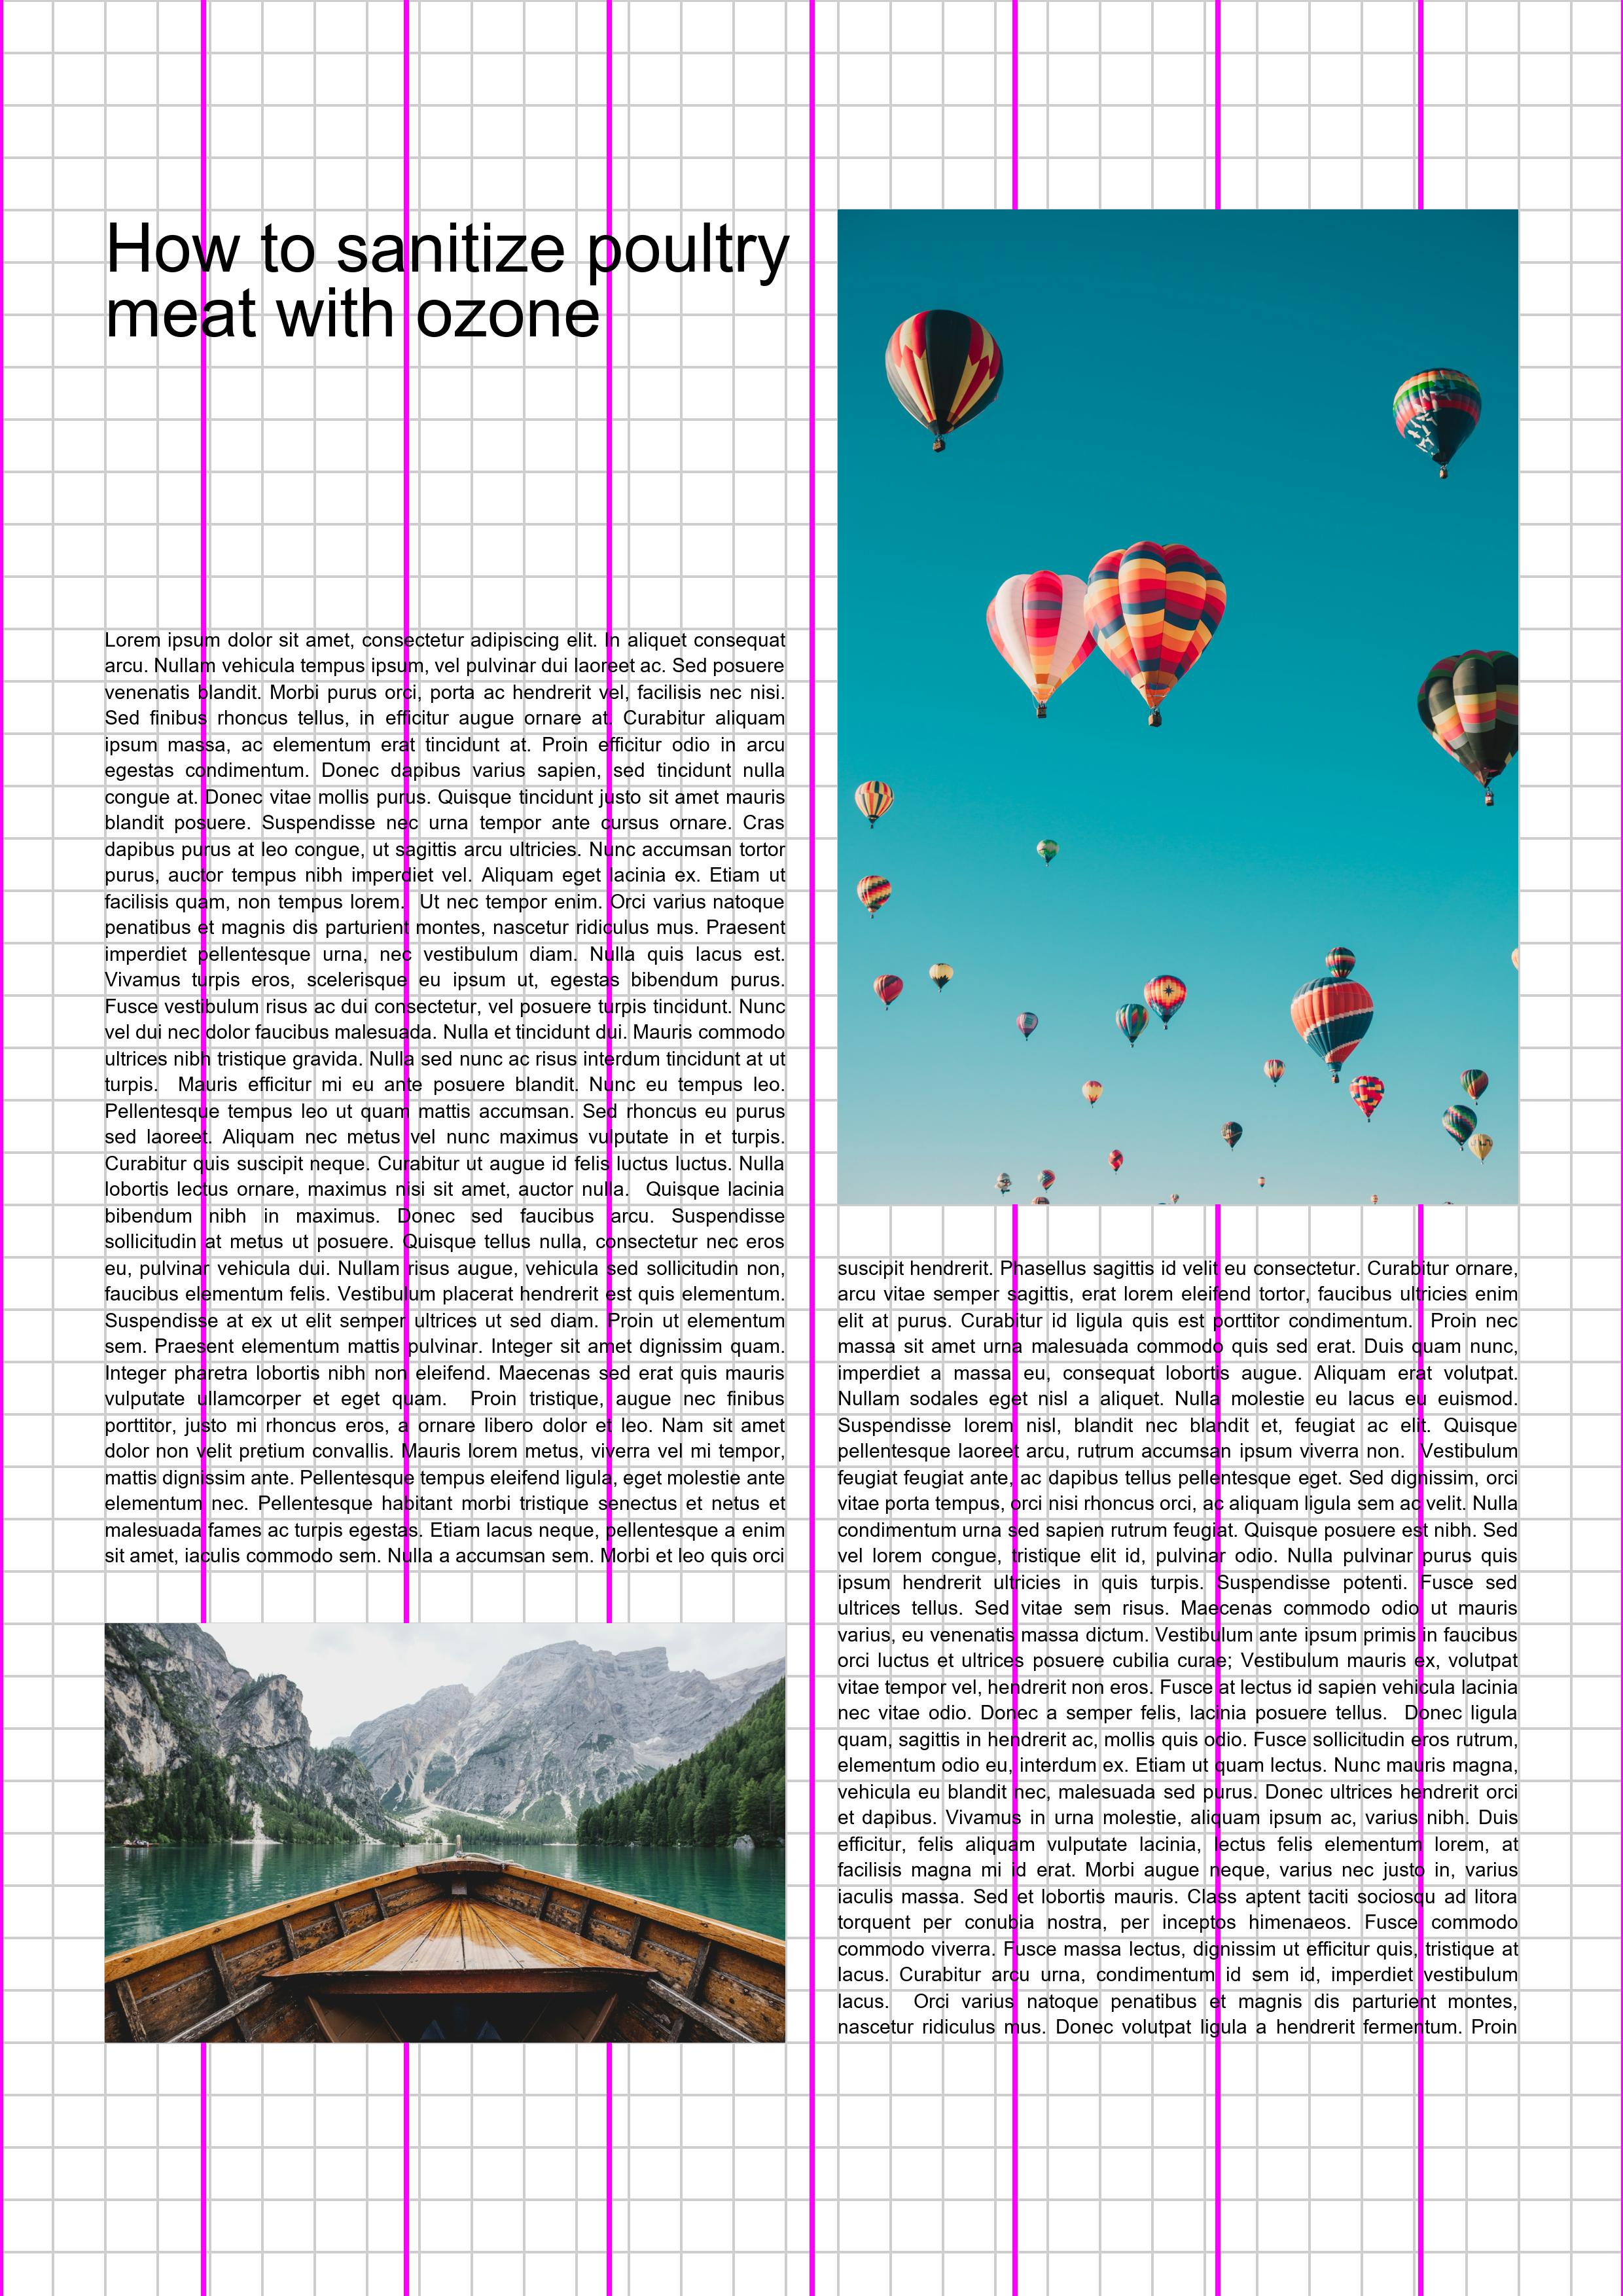 How to sanitize poultry
meat with ozone
Lorem ipsum dolor sit amet, consectetur adipiscing elit. In aliquet consequat
arcu. Nullam vehicula tempus ipsum, vel pulvinar dui laoreet ac. Sed posuere
venenatis blandit. Morbi purus orci, porta ac hendrerit vel, facilisis nec nisi.
Sed finibus rhoncus tellus, in efficitur augue ornare at. Curabitur aliquam
ipsum massa, ac elementum erat tincidunt at. Proin efficitur odio in arcu
egestas condimentum. Donec dapibus varius sapien, sed tincidunt nulla
congue at. Donec vitae mollis purus. Quisque tincidunt justo sit amet mauris
blandit posuere. Suspendisse nec urna tempor ante cursus ornare. Cras
dapibus purus at leo congue, ut sagittis arcu ultricies. Nunc accumsan tortor
purus, auctor tempus nibh imperdiet vel. Aliquam eget lacinia ex. Etiam ut
facilisis quam, non tempus lorem.  Ut nec tempor enim. Orci varius natoque
penatibus et magnis dis parturient montes, nascetur ridiculus mus. Praesent
imperdiet pellentesque urna, nec vestibulum diam. Nulla quis lacus est.
Vivamus turpis eros, scelerisque eu ipsum ut, egestas bibendum purus.
Fusce vestibulum risus ac dui consectetur, vel posuere turpis tincidunt. Nunc
vel dui nec dolor faucibus malesuada. Nulla et tincidunt dui. Mauris commodo
ultrices nibh tristique gravida. Nulla sed nunc ac risus interdum tincidunt at ut
turpis.  Mauris efficitur mi eu ante posuere blandit. Nunc eu tempus leo.
Pellentesque tempus leo ut quam mattis accumsan. Sed rhoncus eu purus
sed laoreet. Aliquam nec metus vel nunc maximus vulputate in et turpis.
Curabitur quis suscipit neque. Curabitur ut augue id felis luctus luctus. Nulla
lobortis lectus ornare, maximus nisi sit amet, auctor nulla.  Quisque lacinia
bibendum nibh in maximus. Donec sed faucibus arcu. Suspendisse
sollicitudin at metus ut posuere. Quisque tellus nulla, consectetur nec eros
eu, pulvinar vehicula dui. Nullam risus augue, vehicula sed sollicitudin non,
faucibus elementum felis. Vestibulum placerat hendrerit est quis elementum.
Suspendisse at ex ut elit semper ultrices ut sed diam. Proin ut elementum
sem. Praesent elementum mattis pulvinar. Integer sit amet dignissim quam.
Integer pharetra lobortis nibh non eleifend. Maecenas sed erat quis mauris
vulputate ullamcorper et eget quam.  Proin tristique, augue nec finibus
porttitor, justo mi rhoncus eros, a ornare libero dolor et leo. Nam sit amet
dolor non velit pretium convallis. Mauris lorem metus, viverra vel mi tempor,
mattis dignissim ante. Pellentesque tempus eleifend ligula, eget molestie ante
elementum nec. Pellentesque habitant morbi tristique senectus et netus et
malesuada fames ac turpis egestas. Etiam lacus neque, pellentesque a enim
sit amet, iaculis commodo sem. Nulla a accumsan sem. Morbi et leo quis orci
suscipit hendrerit. Phasellus sagittis id velit eu consectetur. Curabitur ornare,
arcu vitae semper sagittis, erat lorem eleifend tortor, faucibus ultricies enim
elit at purus. Curabitur id ligula quis est porttitor condimentum.  Proin nec
massa sit amet urna malesuada commodo quis sed erat. Duis quam nunc,
imperdiet a massa eu, consequat lobortis augue. Aliquam erat volutpat.
Nullam sodales eget nisl a aliquet. Nulla molestie eu lacus eu euismod.
Suspendisse lorem nisl, blandit nec blandit et, feugiat ac elit. Quisque
pellentesque laoreet arcu, rutrum accumsan ipsum viverra non.  Vestibulum
feugiat feugiat ante, ac dapibus tellus pellentesque eget. Sed dignissim, orci
vitae porta tempus, orci nisi rhoncus orci, ac aliquam ligula sem ac velit. Nulla
condimentum urna sed sapien rutrum feugiat. Quisque posuere est nibh. Sed
vel lorem congue, tristique elit id, pulvinar odio. Nulla pulvinar purus quis
ipsum hendrerit ultricies in quis turpis. Suspendisse potenti. Fusce sed
ultrices tellus. Sed vitae sem risus. Maecenas commodo odio ut mauris
varius, eu venenatis massa dictum. Vestibulum ante ipsum primis in faucibus
orci luctus et ultrices posuere cubilia curae; Vestibulum mauris ex, volutpat
vitae tempor vel, hendrerit non eros. Fusce at lectus id sapien vehicula lacinia
nec vitae odio. Donec a semper felis, lacinia posuere tellus.  Donec ligula
quam, sagittis in hendrerit ac, mollis quis odio. Fusce sollicitudin eros rutrum,
elementum odio eu, interdum ex. Etiam ut quam lectus. Nunc mauris magna,
vehicula eu blandit nec, malesuada sed purus. Donec ultrices hendrerit orci
et dapibus. Vivamus in urna molestie, aliquam ipsum ac, varius nibh. Duis
efficitur, felis aliquam vulputate lacinia, lectus felis elementum lorem, at
facilisis magna mi id erat. Morbi augue neque, varius nec justo in, varius
iaculis massa. Sed et lobortis mauris. Class aptent taciti sociosqu ad litora
torquent per conubia nostra, per inceptos himenaeos. Fusce commodo
commodo viverra. Fusce massa lectus, dignissim ut efficitur quis, tristique at
lacus. Curabitur arcu urna, condimentum id sem id, imperdiet vestibulum
lacus.  Orci varius natoque penatibus et magnis dis parturient montes,
nascetur ridiculus mus. Donec volutpat ligula a hendrerit fermentum. Proin